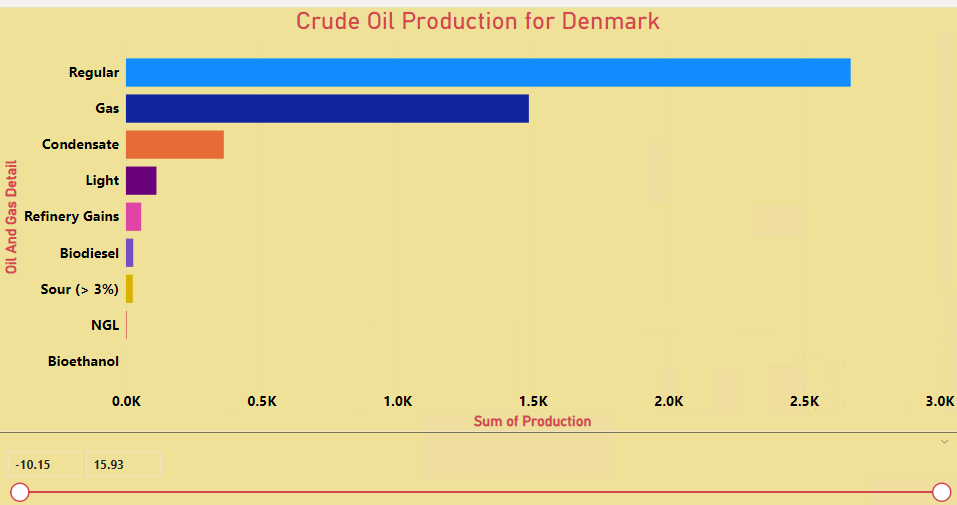 Crude Oil Production for Denmark
Oil And Gas Detail
Regular
Gas
Condensate
Light
Refinery Gains
Biodiesel
Sour (> 3%)
NGL
Bioethanol
0.0K 0.5K 1.0K 1.5K 2.0K 2.5K 3.0K
Sum of Production
-10.15 15.93